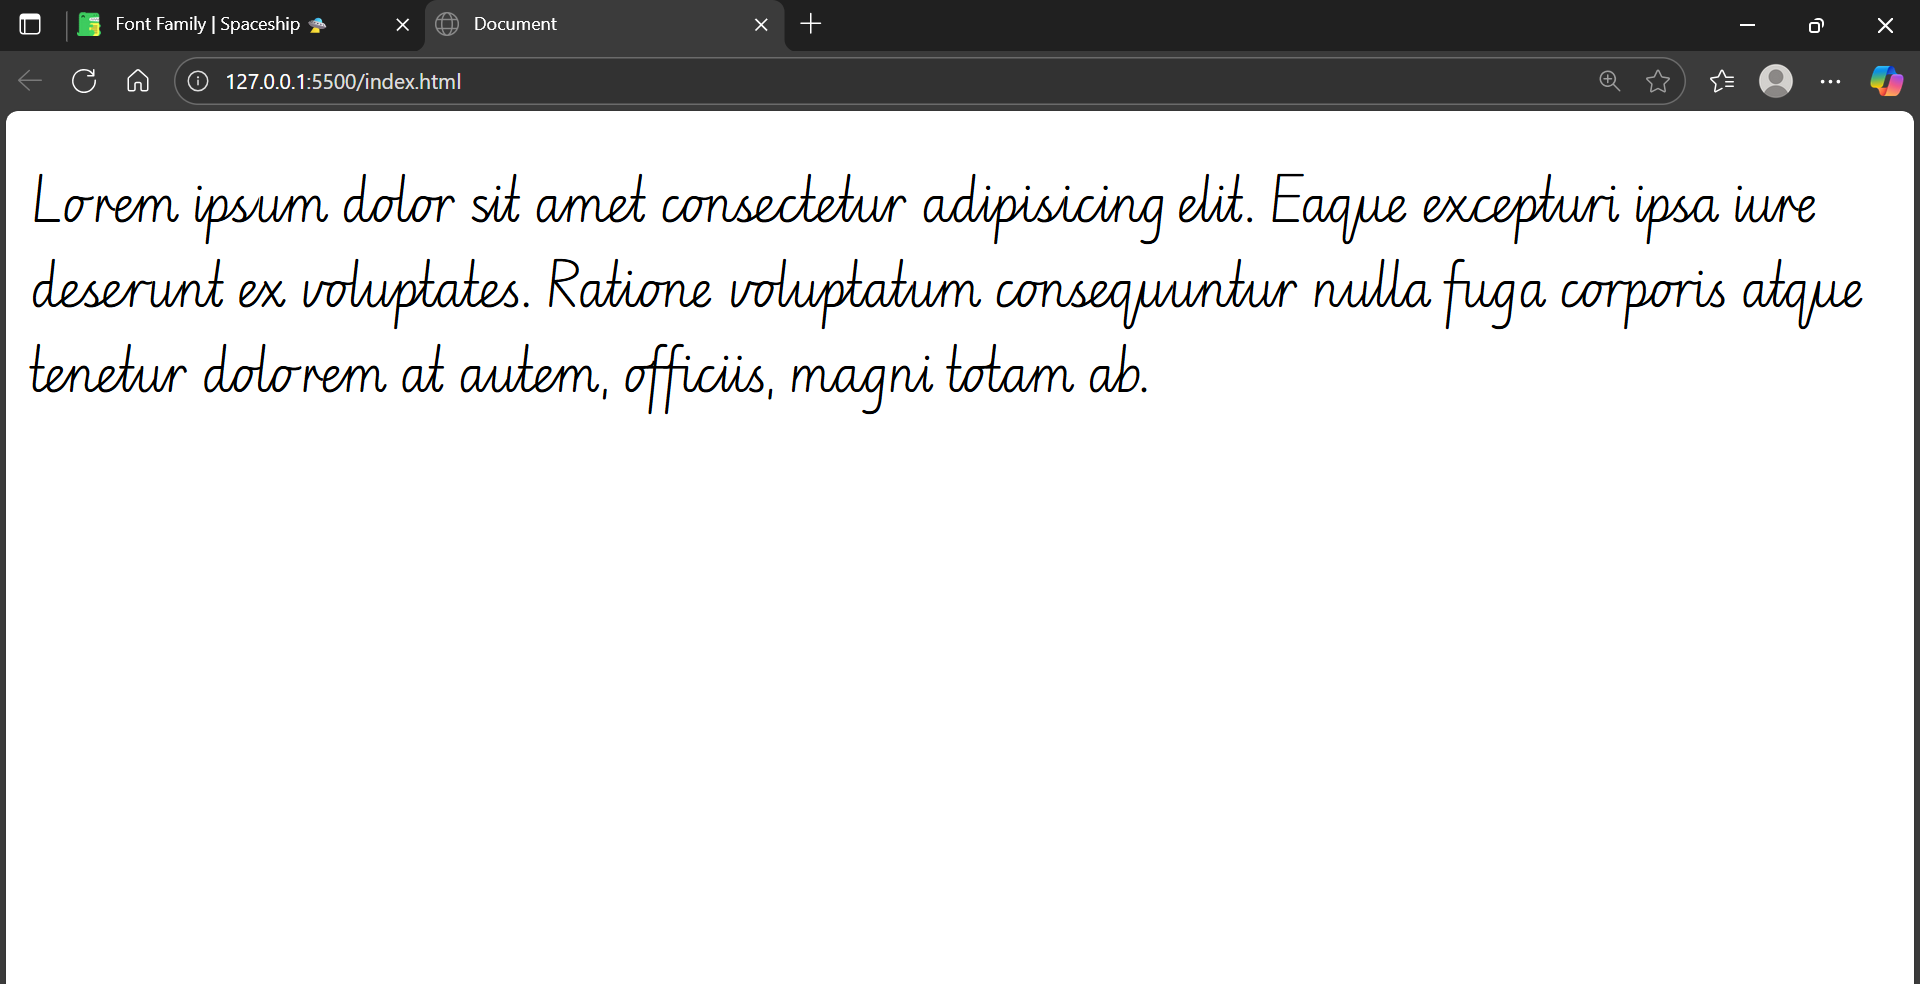 Font Family | Spaceship 🛸
Document
127.0.0.1:5500/index.html
Lorem ipsum dolor sit amet consectetur adipisicing elit. Eaque excepturi ipsa iure
deserunt ex voluptates. Ratione voluptatum consequuntur nulla fuga corporis atque
tenetur dolorem at autem, officiis, magni totam ab.